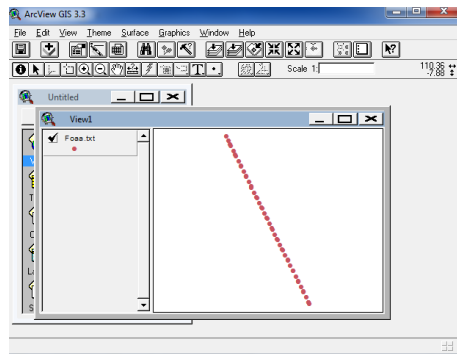 ArcView GIS 3.3
File Edit View Theme Surface Graphics Window Help
Scale 1:
110.36
-7.88
Untitled
View1
Foaa.txt